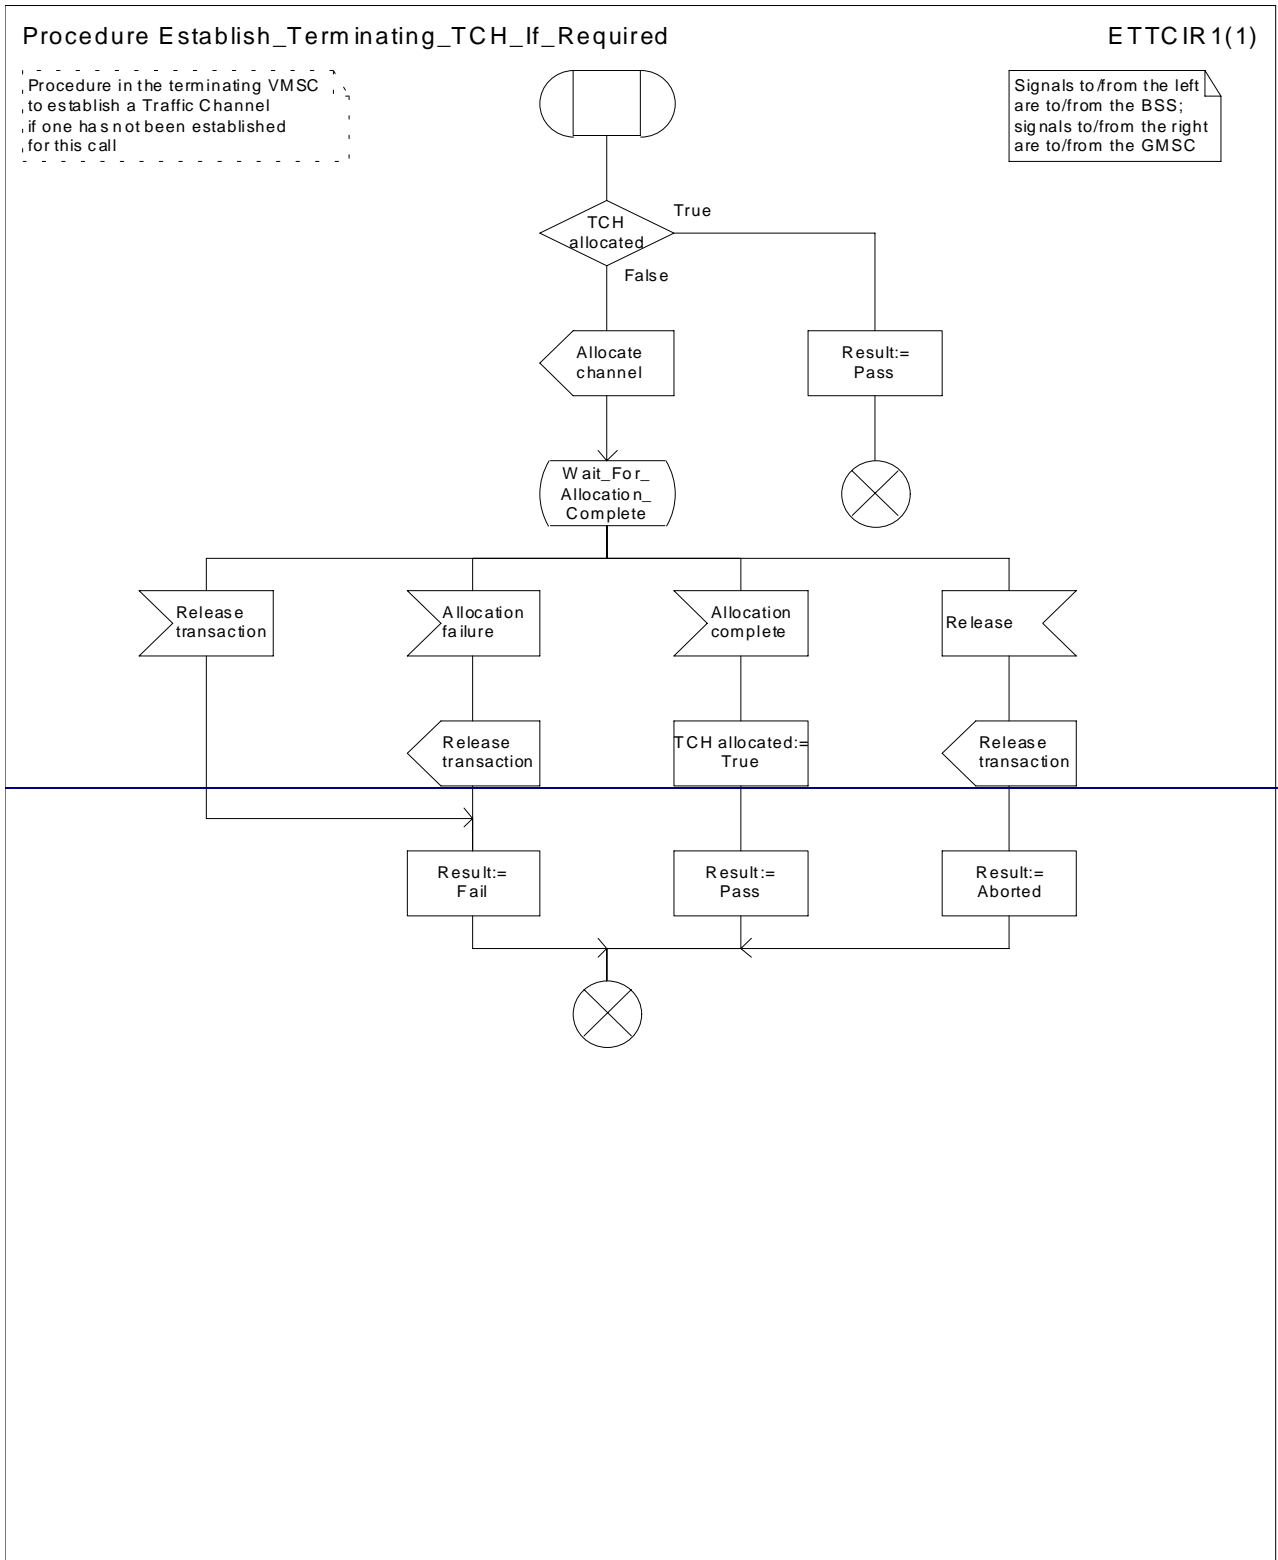 Procedure Establish_Terminating_TCH_If_Required
ETTCIR1(1)
Procedure in the terminating VMSC
to establish a Traffic Channel
if one has not been established
for this call
Signals to/from the left
are to/from the BSS;
signals to/from the right
are to/from the GMSC
TCH
allocated
True
False
Allocate
channel
Result:=
Pass
Wait_For_
Allocation_
Complete
Release
transaction
Allocation
failure
Allocation
complete
Release
Release
transaction
TCH allocated:=
True
Release
transaction
Result:=
Fail
Result:=
Pass
Result:=
Aborted